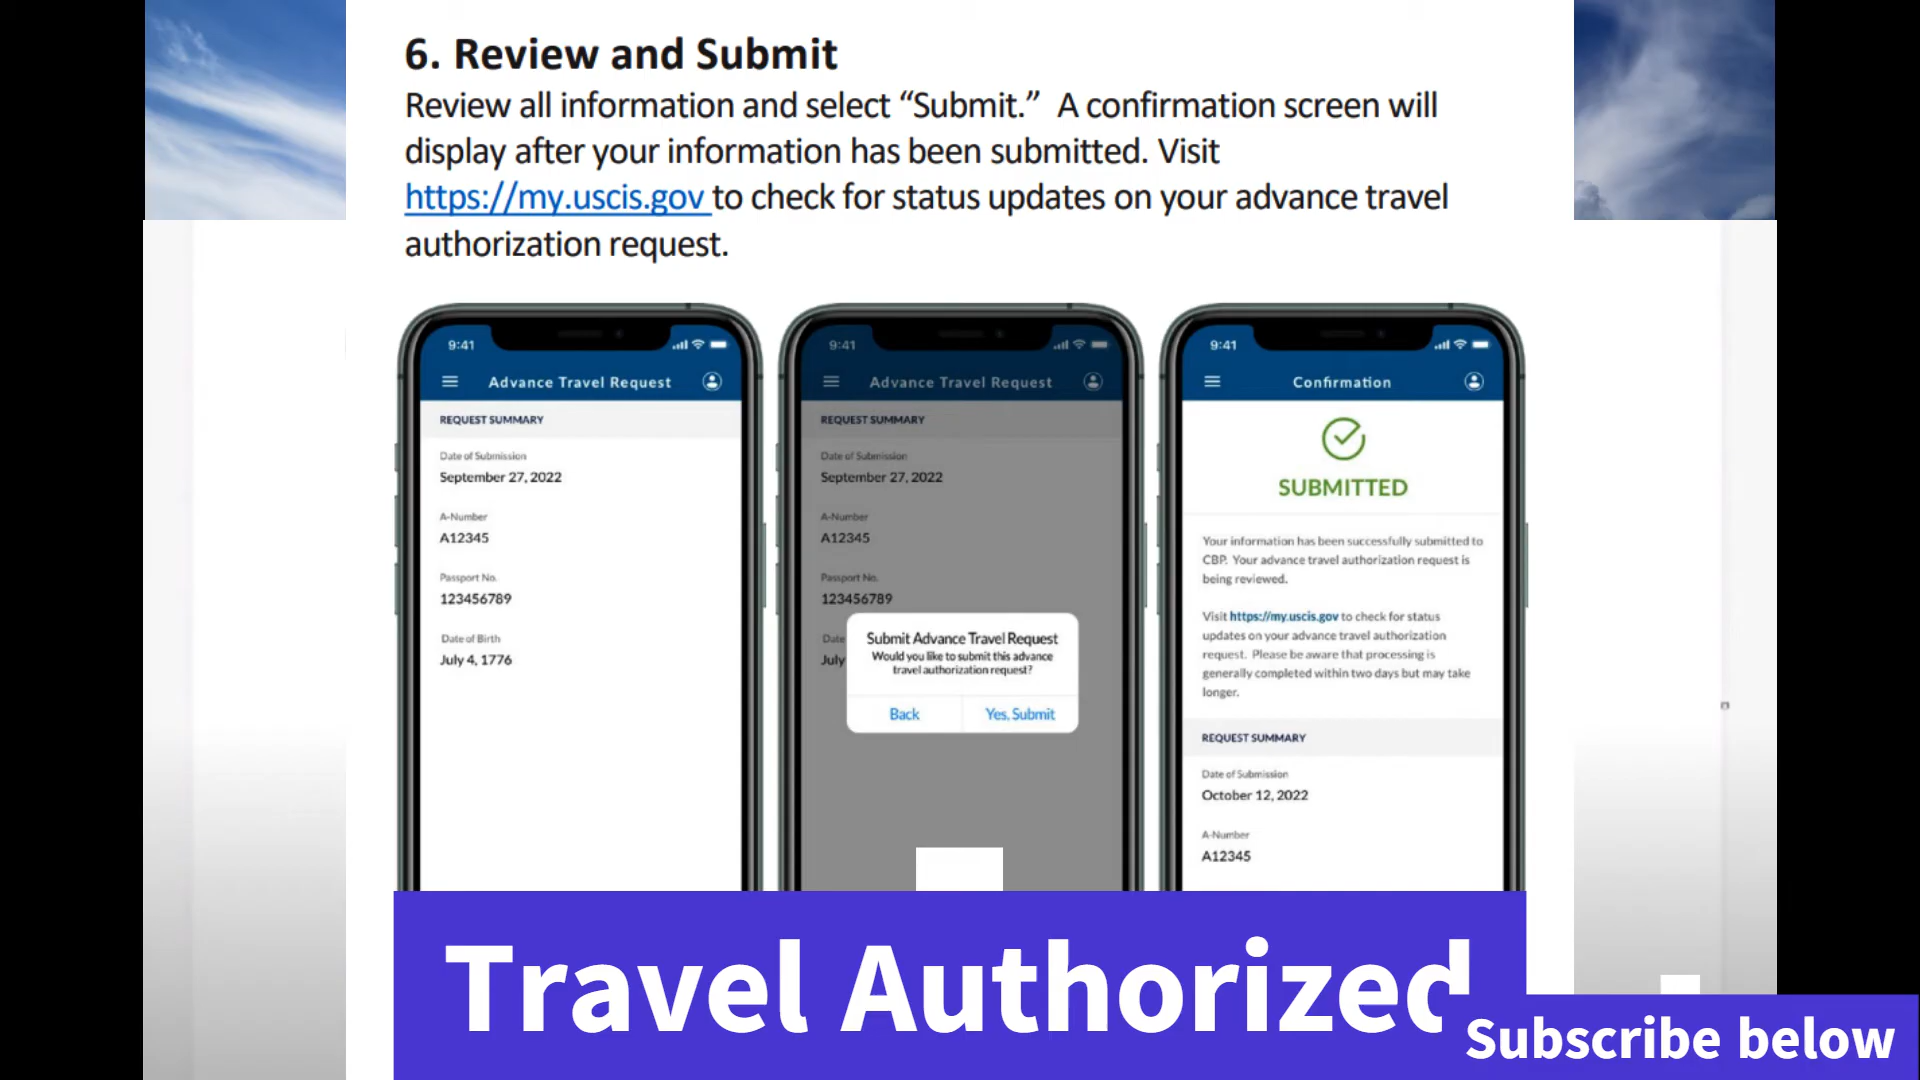 6. Review and Submit
Review all information and select “Submit.” A confirmation screen will
display after your information has been submitted. Visit
https://my.uscis.gov to check for status updates on your advance travel
authorization request.
9:41
Advance Travel Request
REQUEST SUMMARY
Date of Submission
September 27, 2022
A-Number
A12345
Passport No.
123456789
Date of Birth
July 4, 1776
9:41
Advance Travel Request
REQUEST SUMMARY
Date of Submission
September 27, 2022
A-Number
A12345
Passport No.
123456789
Date
July
Submit Advance Travel Request
Would you like to submit this advance
travel authorization request?
Back Yes, Submit
9:41
Confirmation
SUBMITTED
Your information has been successfully submitted to
CBP. Your advance travel authorization request is
being reviewed.
Visit https://my.uscis.gov to check for status
updates on your advance travel authorization
request. Please be aware that processing is
generally completed within two days but may take
longer.
REQUEST SUMMARY
Date of Submission
October 12, 2022
A-Number
A12345
Travel Authorized
Subscribe below